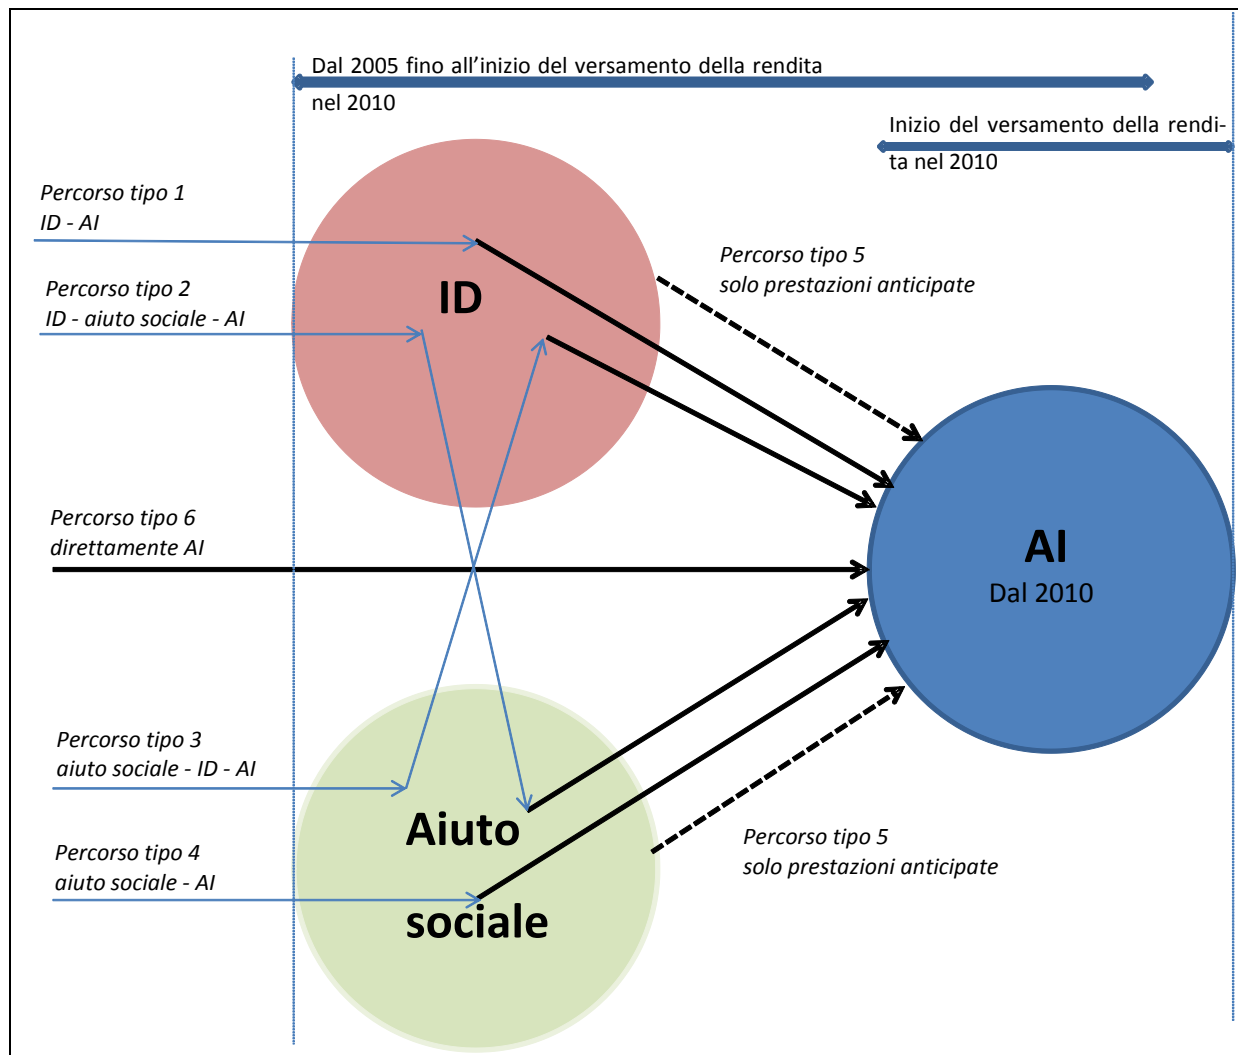 Dal 2005 fino all'inizio del versamento della rendita
nel 2010
Inizio del versamento della rendi-
ta nel 2010
Percorso tipo 1
ID - AI
Percorso tipo 5
solo prestazioni anticipate
Percorso tipo 2
ID - aiuto sociale - AI
ID
Percorso tipo 6
direttamente AI
AI
Dal 2010
Percorso tipo 3
aiuto sociale - ID - AI
Aiuto
sociale
Percorso tipo 5
solo prestazioni anticipate
Percorso tipo 4
aiuto sociale - AI